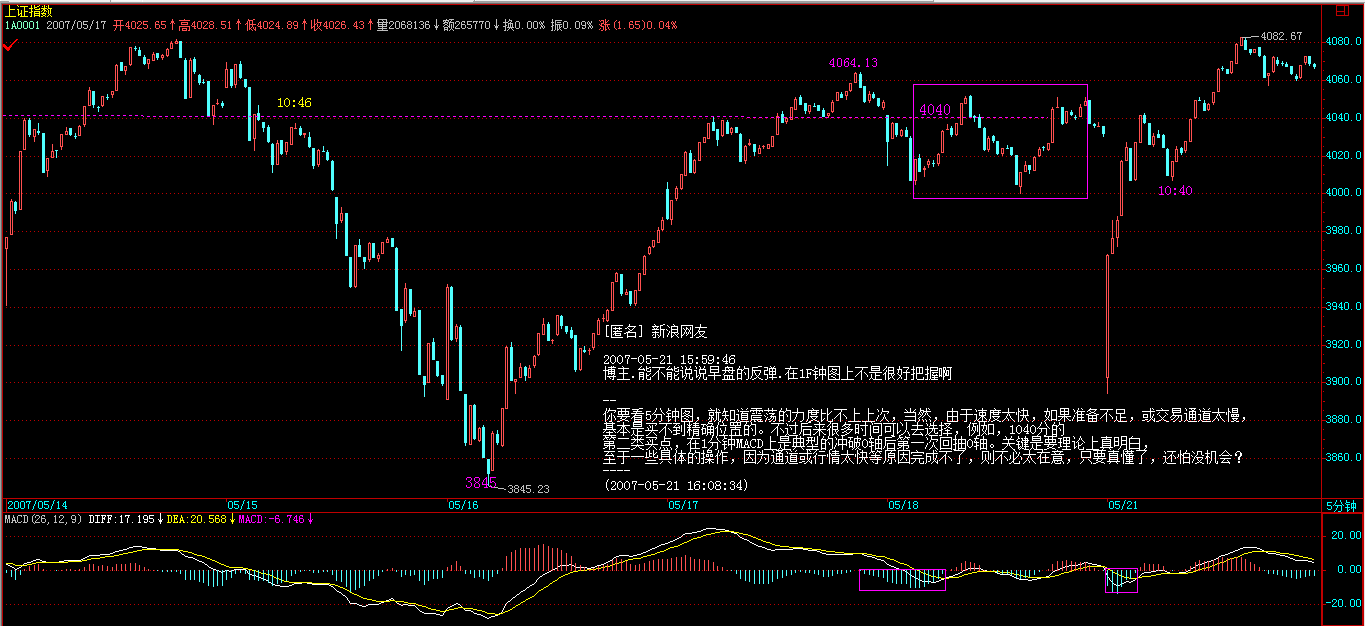 上证指数
1A0001 2007/05/17 开4025.65↑高4028.51↑低4024.89↑收4026.43↑量2068136↓额265770↓换0.00% 振0.09% 涨(1.65)0.04%
4082.67
4080.0
4064.13
4060.0
10:46
4040
4040.0
4020.0
10:40
4000.0
3980.0
3960.0
3940.0
[匿名] 新浪网友
3920.0
2007-05-21 15:59:46
博主.能不能说说早盘的反弹.在1F钟图上不是很好把握啊
3900.0
--
你要看5分钟图，就知道震荡的力度比不上上次，当然，由于速度太快，如果准备不足，或交易通道太慢，
3880.0
基本是买不到精确位置的。不过后来很多时间可以去选择，例如，1040分的
第二类买点，在1分钟MACD上是典型的冲破0轴后第一次回抽0轴。关键是要理论上真明白，
至于一些具体的操作，因为通道或行情太快等原因完成不了，则不必太在意，只要真懂了，还怕没机会？
3860.0
----
3845
3845.23
(2007-05-21 16:08:34)
2007/05/14 05/15 05/16 05/17 05/18 05/21 5分钟
MACD(26,12,9) DIFF:17.195↓DEA:20.568↓MACD:-6.746↓
20.00
0.00
-20.00